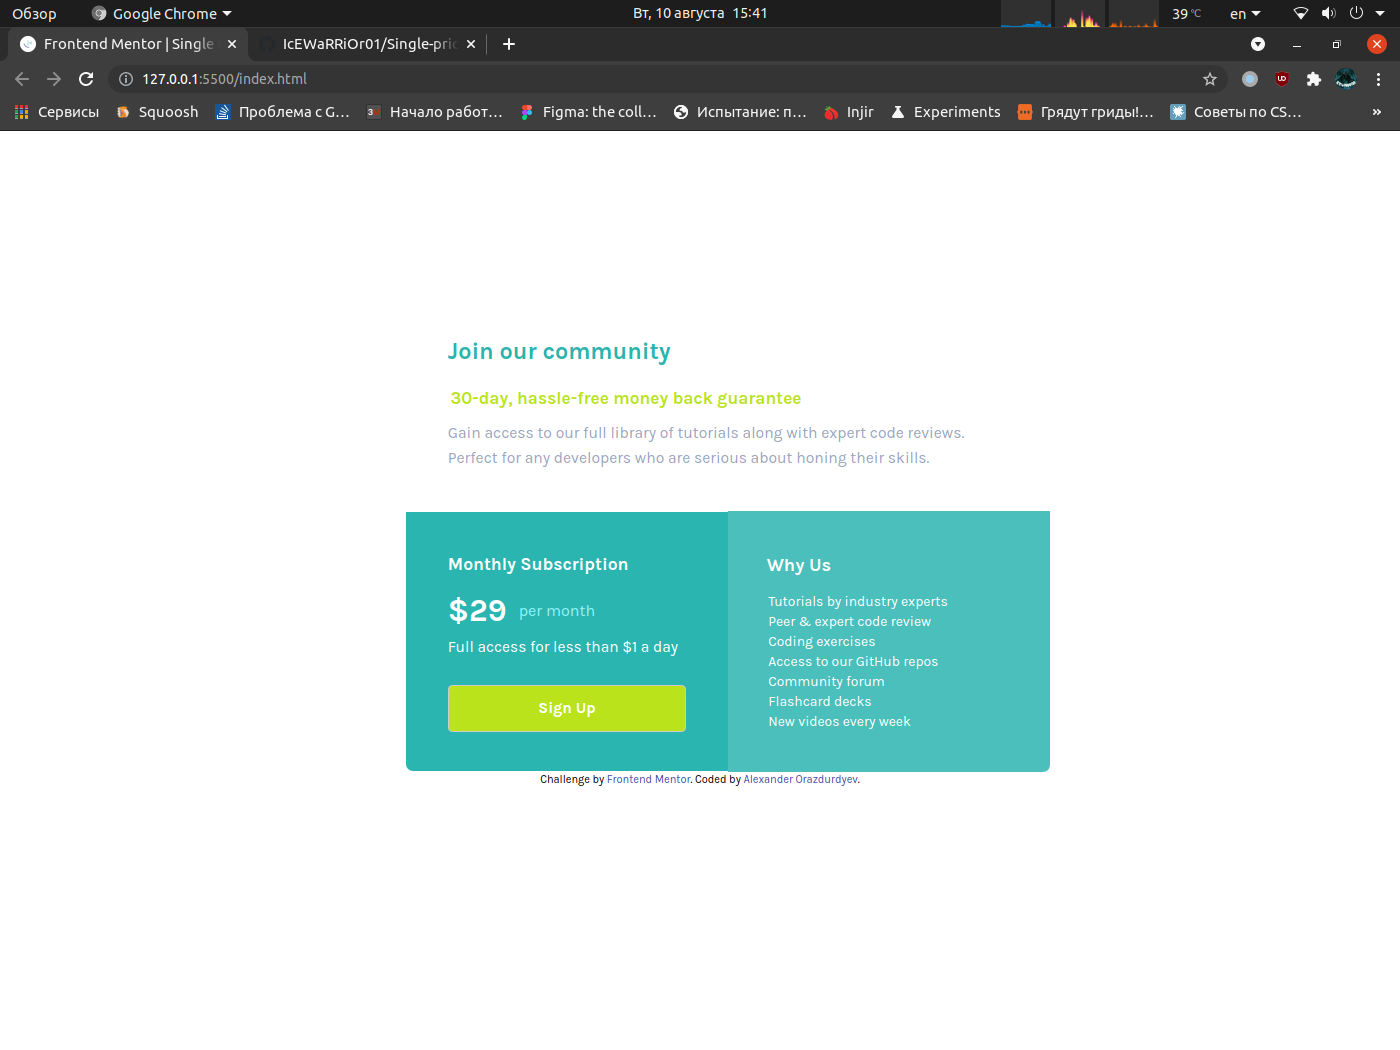 Обзор Google Chrome Вт, 10 августа 15:41 39 °C en
Frontend Mentor | Single IcEWaRRiOr01/Single-pric
127.0.0.1:5500/index.html
Сервисы Squoosh Проблема с G... Начало работ... Figma: the coll... Испытание: п... Injir Experiments Грядут гриды!... Советы по CS... »
Join our community
30-day, hassle-free money back guarantee
Gain access to our full library of tutorials along with expert code reviews.
Perfect for any developers who are serious about honing their skills.
Monthly Subscription
$29 per month
Full access for less than $1 a day
Sign Up
Why Us
Tutorials by industry experts
Peer & expert code review
Coding exercises
Access to our GitHub repos
Community forum
Flashcard decks
New videos every week
Challenge by Frontend Mentor. Coded by Alexander Orazdurdyev.